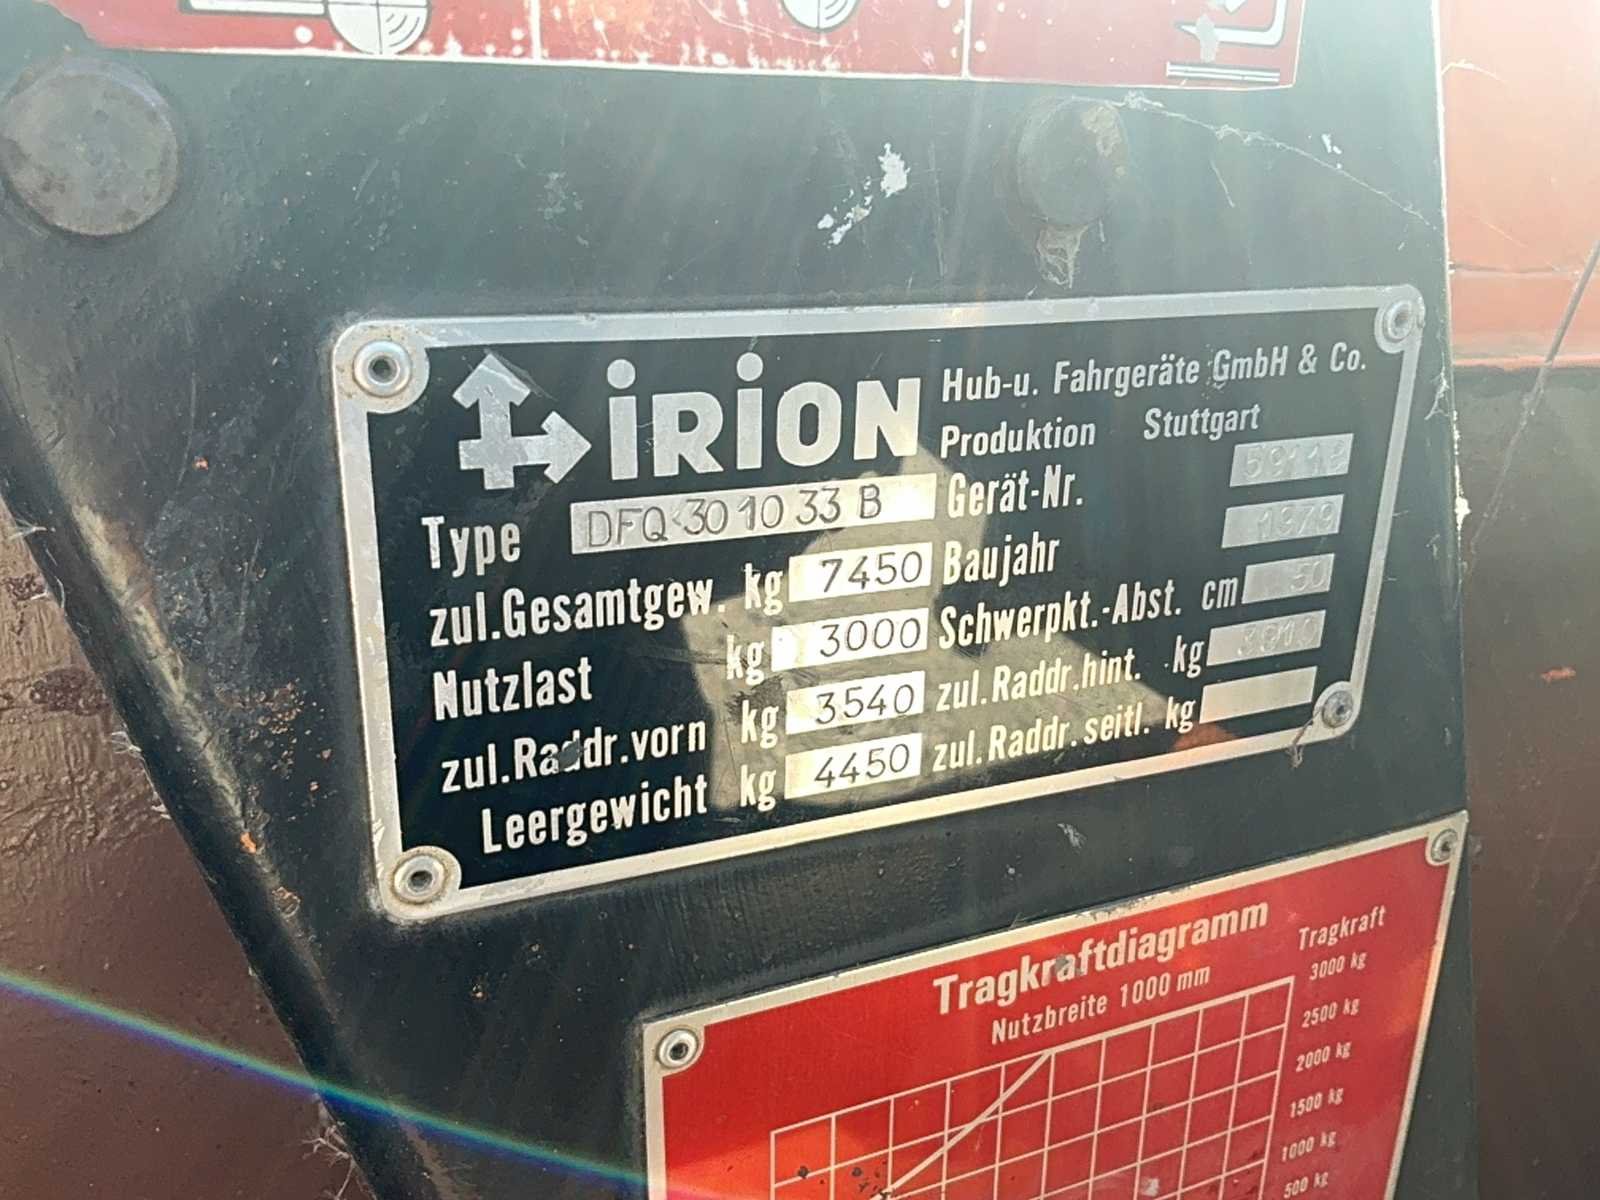 iRiON Hub-u. Fahrgeräte GmbH & Co.
Produktion Stuttgart
Type DFQ 30 10 33 B Gerät-Nr.
zul.Gesamtgew. kg 7450 Baujahr 1979
Nutzlast kg 3000 Schwerpkt.-Abst. cm 50
zul.Raddr.vorn kg 3540 zul.Raddr.hint. kg 3910
Leergewicht kg 4450 zul.Raddr.seitl. kg
Tragkraftdiagramm
Nutzbreite 1000 mm
Tragkraft
3000 kg
2500 kg
2000 kg
1500 kg
1000 kg
500 kg